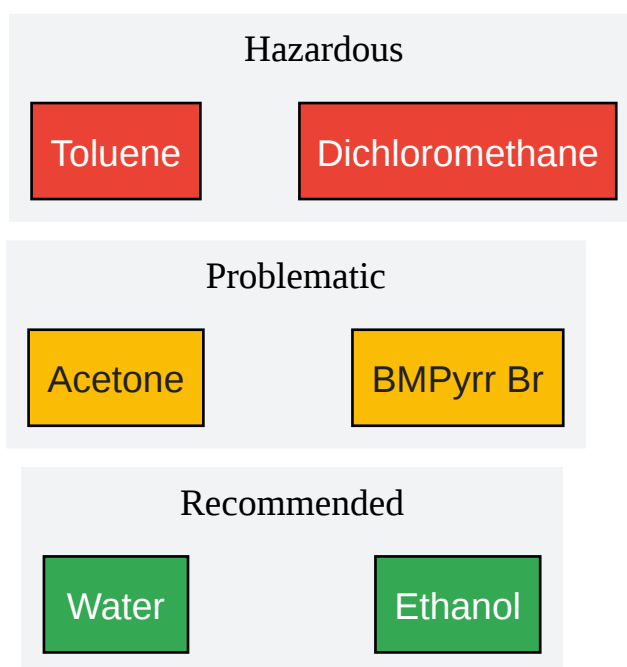 Hazardous
Toluene Dichloromethane
Problematic
Acetone BMPyrr Br
Recommended
Water Ethanol